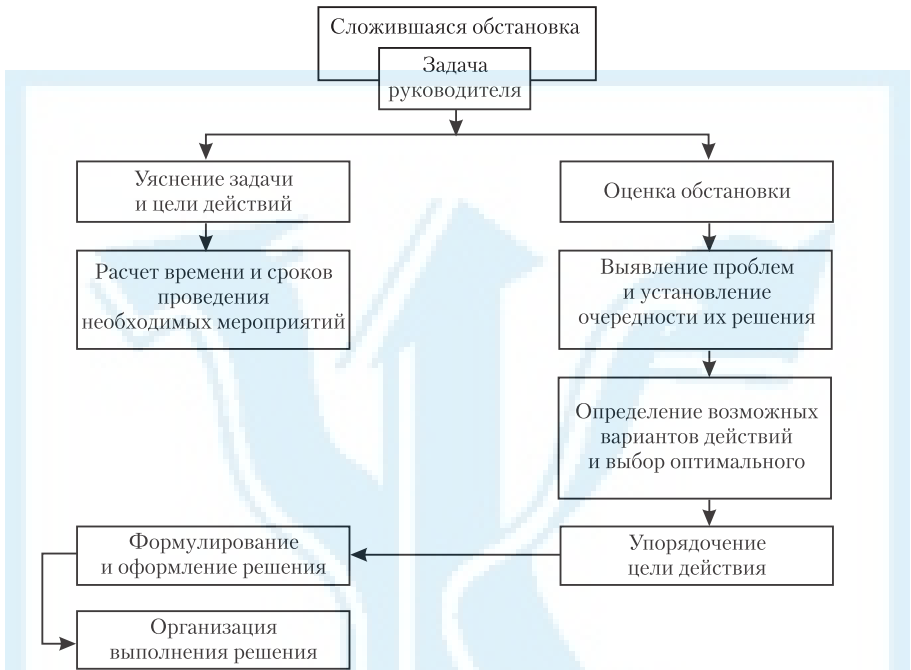 Сложившаяся обстановка
Задача
руководителя
Уяснение задачи
и цели действий
Оценка обстановки
Расчет времени и сроков
проведения
необходимых мероприятий
Выявление проблем
и установление
очередности их решения
Определение возможных
вариантов действий
и выбор оптимального
Формулирование
и оформление решения
Упорядочение
цели действия
Организация
выполнения решения